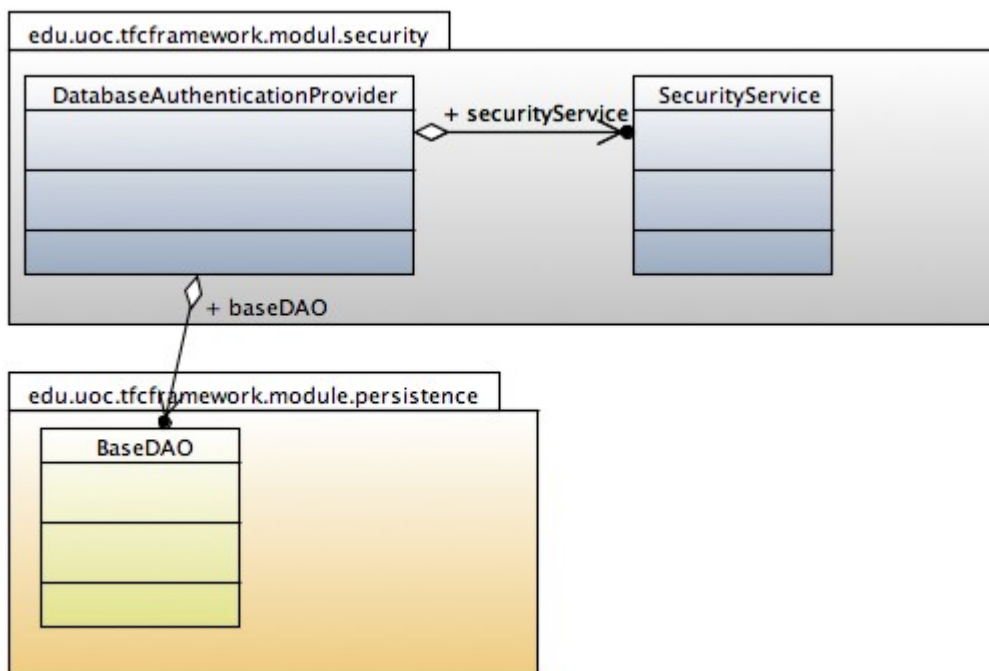 edu.uoc.tfcframework.modul.security
DatabaseAuthenticationProvider
SecurityService
+ securityService
+ baseDAO
edu.uoc.tfcframework.module.persistence
BaseDAO